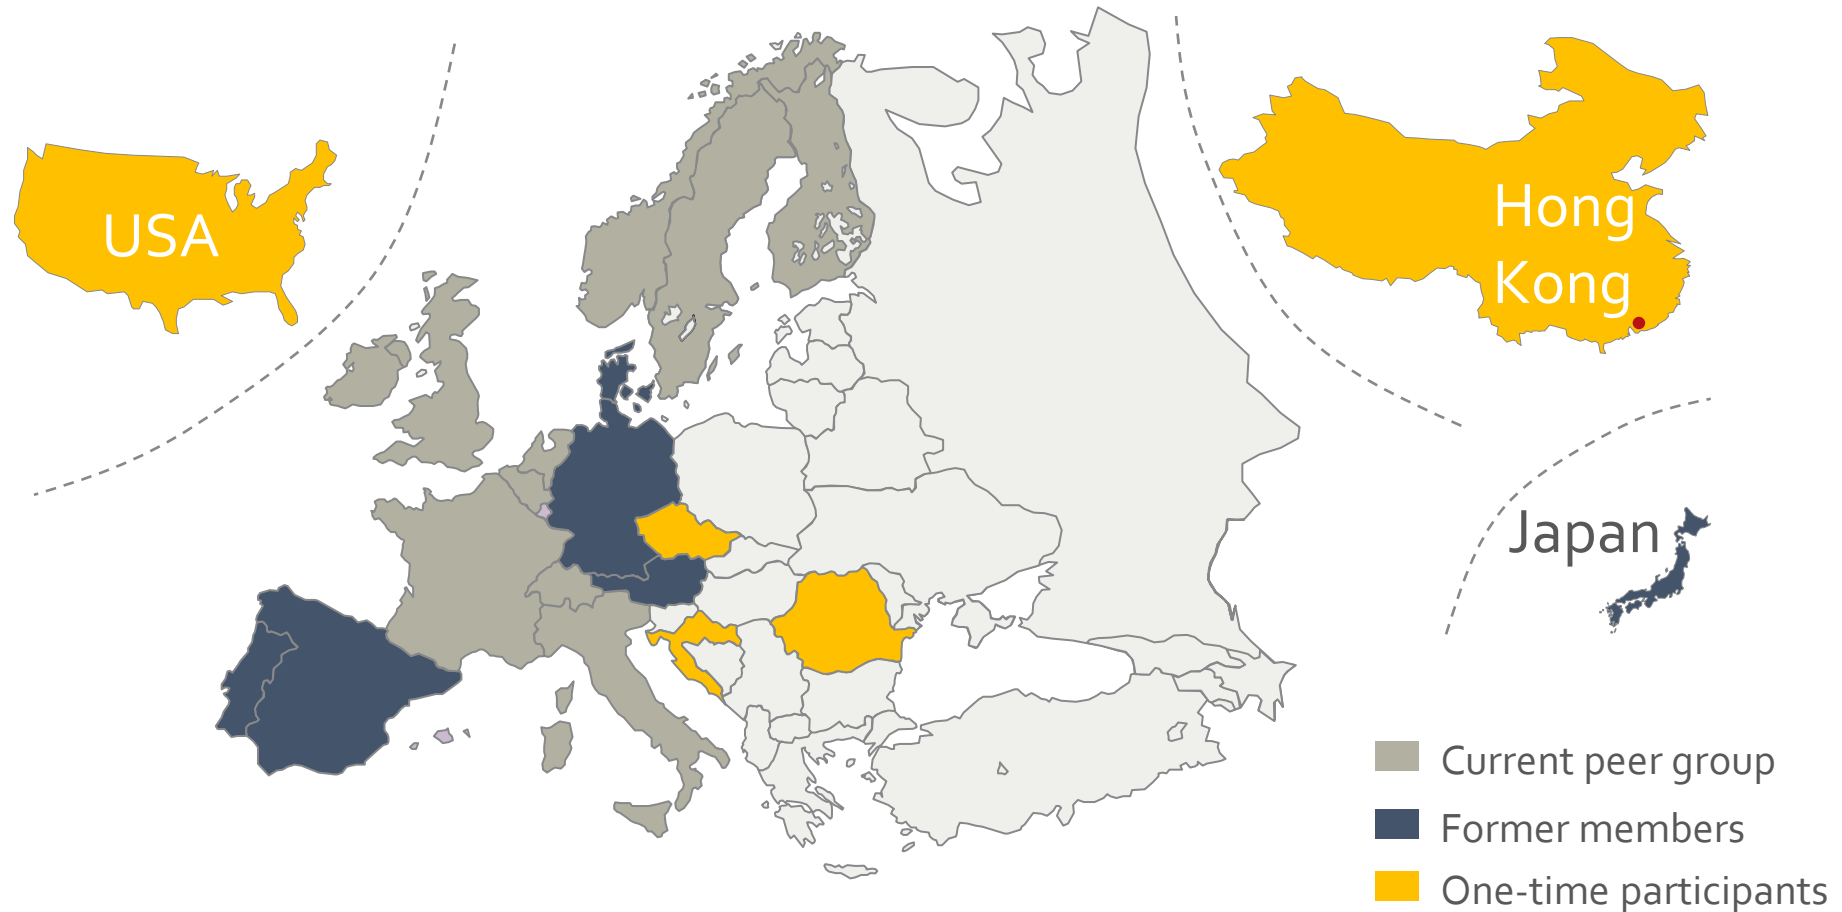 USA
Hong
Kong
Japan
Current peer group
Former members
One-time participants